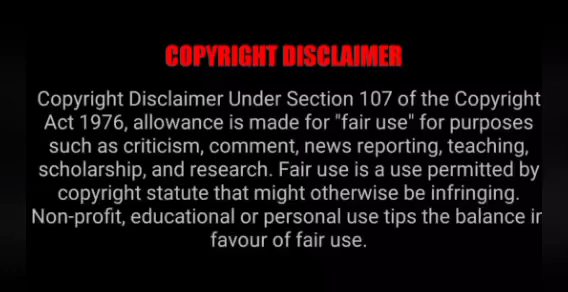 COPYRIGHT DISCLAIMER
Copyright Disclaimer Under Section 107 of the Copyright
Act 1976, allowance is made for "fair use" for purposes
such as criticism, comment, news reporting, teaching,
scholarship, and research. Fair use is a use permitted by
copyright statute that might otherwise be infringing.
Non-profit, educational or personal use tips the balance in
favour of fair use.